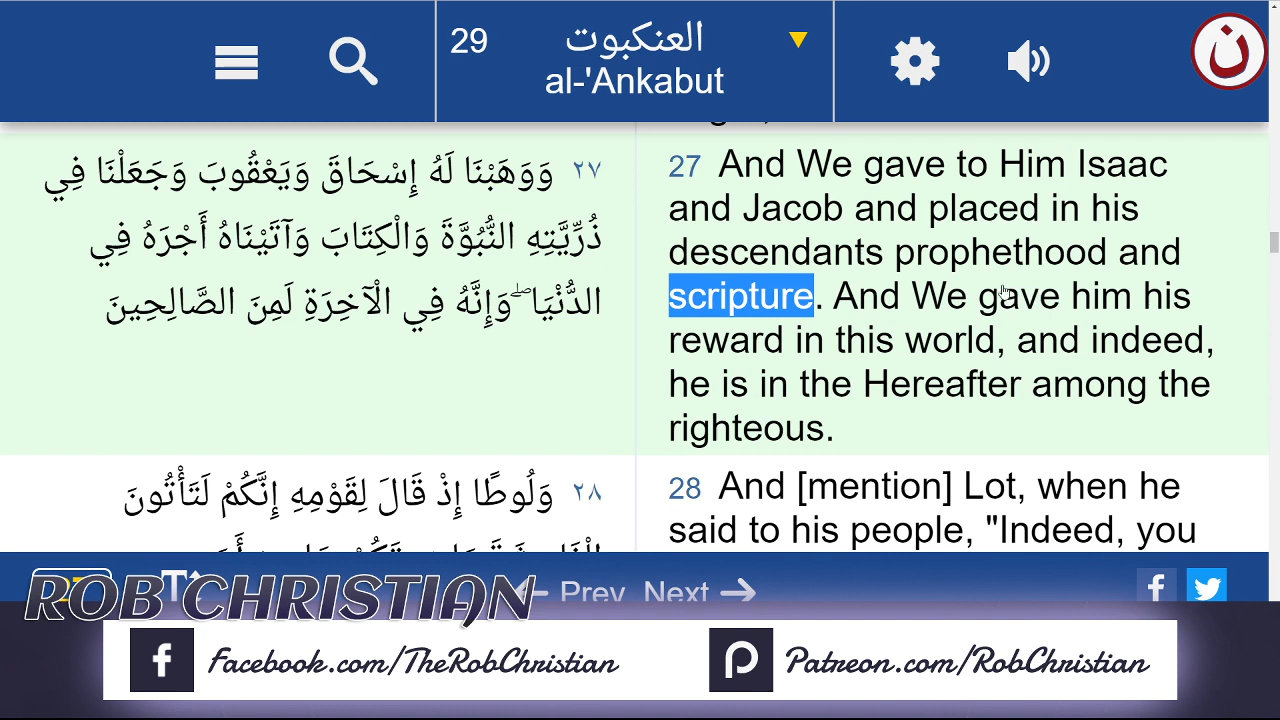 29
العنكبوت
al-'Ankabut
ن
٢٧ وَوَهَبْنَا لَهُ إِسْحَاقَ وَيَعْقُوبَ وَجَعَلْنَا فِي
ذُرِّيَّتِهِ النُّبُوَّةَ وَالْكِتَابَ وَآتَيْنَاهُ أَجْرَهُ فِي
الدُّنْيَا ۖ وَإِنَّهُ فِي الْآخِرَةِ لَمِنَ الصَّالِحِينَ
27 And We gave to Him Isaac
and Jacob and placed in his
descendants prophethood and
scripture. And We gave him his
reward in this world, and indeed,
he is in the Hereafter among the
righteous.
٢٨ وَلُوطًا إِذْ قَالَ لِقَوْمِهِ إِنَّكُمْ لَتَأْتُونَ
28 And [mention] Lot, when he
said to his people, "Indeed, you
Prev Next
ROB CHRISTIAN
Facebook.com/TheRobChristian
Patreon.com/RobChristian